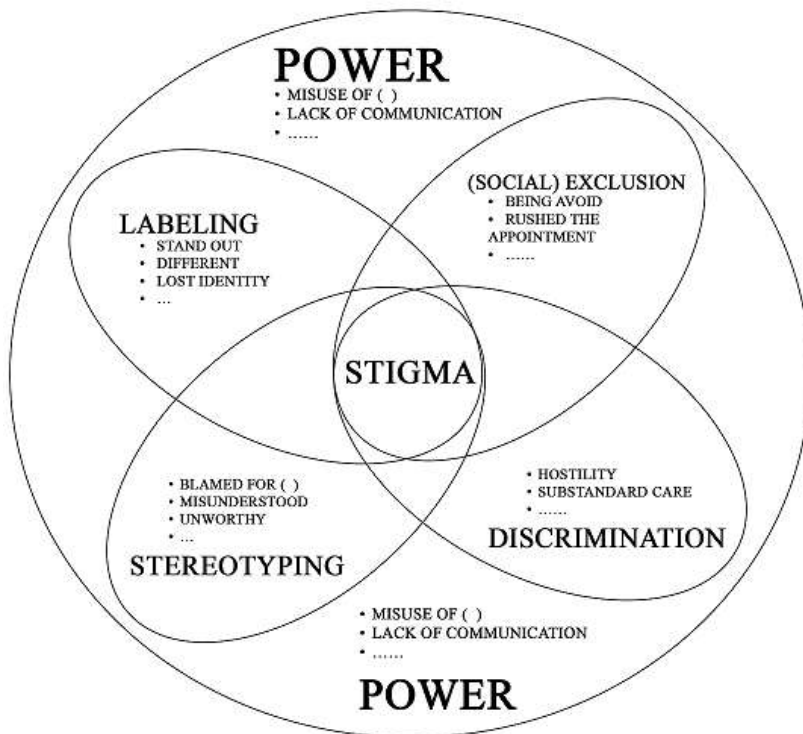 POWER
• MISUSE OF ( )
• LACK OF COMMUNICATION
• ......
(SOCIAL) EXCLUSION
• BEING AVOID
• RUSHED THE
APPOINTMENT
• ......
LABELING
• STAND OUT
• DIFFERENT
• LOST IDENTITY
• ...
STIGMA
• BLAMED FOR ( )
• MISUNDERSTOOD
• UNWORTHY
• ...
STEREOTYPING
• HOSTILITY
• SUBSTANDARD CARE
• ......
DISCRIMINATION
• MISUSE OF ( )
• LACK OF COMMUNICATION
• ......
POWER